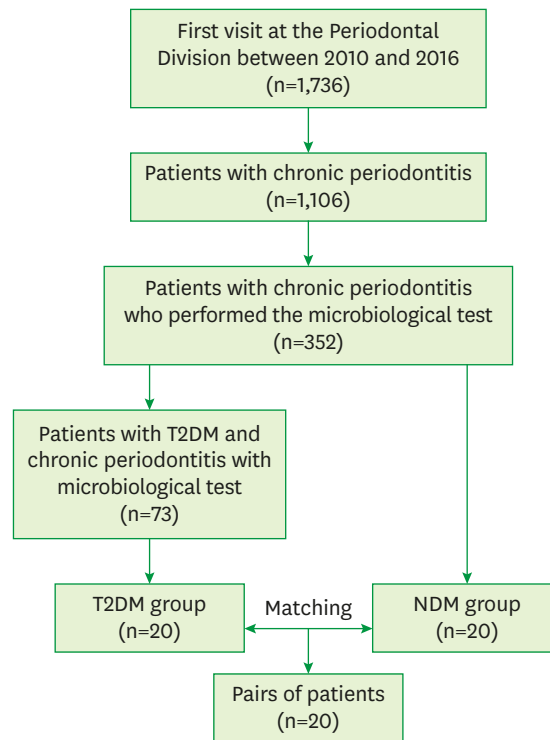 First visit at the Periodontal
Division between 2010 and 2016
(n=1,736)
Patients with chronic periodontitis
(n=1,106)
Patients with chronic periodontitis
who performed the microbiological test
(n=352)
Patients with T2DM and
chronic periodontitis with
microbiological test
(n=73)
T2DM group
(n=20)
Matching
NDM group
(n=20)
Pairs of patients
(n=20)